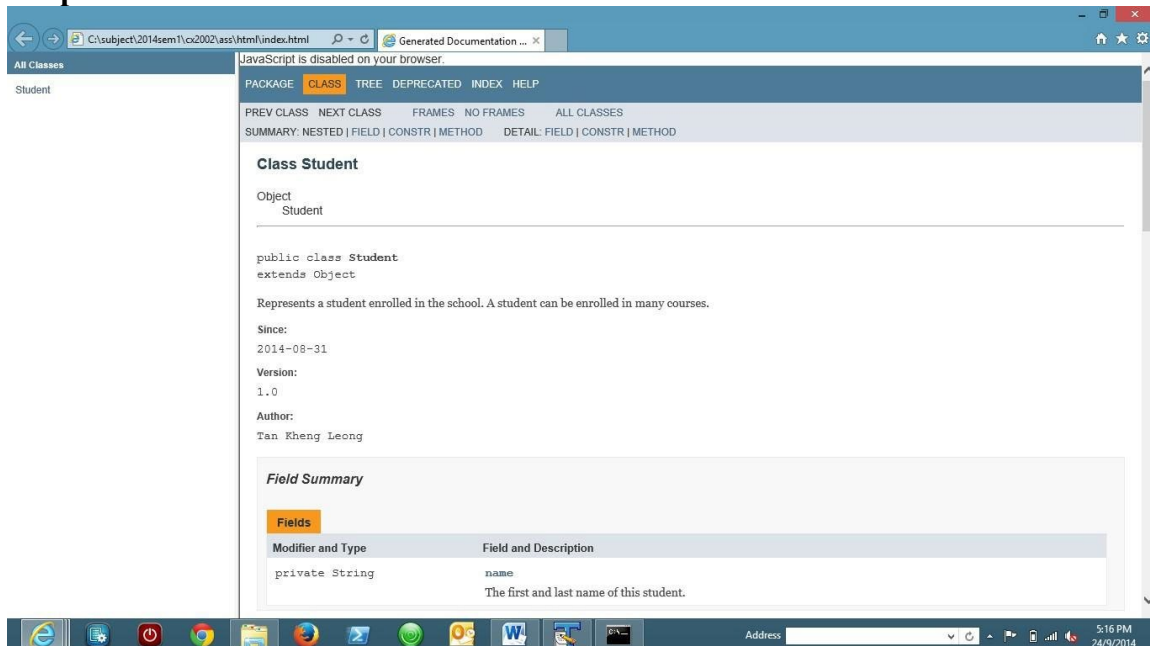 C:\subject\2014sem1\cx2002\ass\html\index.html
Generated Documentation ...
All Classes
Student
JavaScript is disabled on your browser.
PACKAGE CLASS TREE DEPRECATED INDEX HELP
PREV CLASS NEXT CLASS FRAMES NO FRAMES ALL CLASSES
SUMMARY: NESTED | FIELD | CONSTR | METHOD DETAIL: FIELD | CONSTR | METHOD
Class Student
Object
Student
public class Student
extends Object
Represents a student enrolled in the school. A student can be enrolled in many courses.
Since:
2014-08-31
Version:
1.0
Author:
Tan Kheng Leong
Field Summary
Fields
Modifier and Type Field and Description
private String name
The first and last name of this student.
Address
5:16 PM
24/9/2014